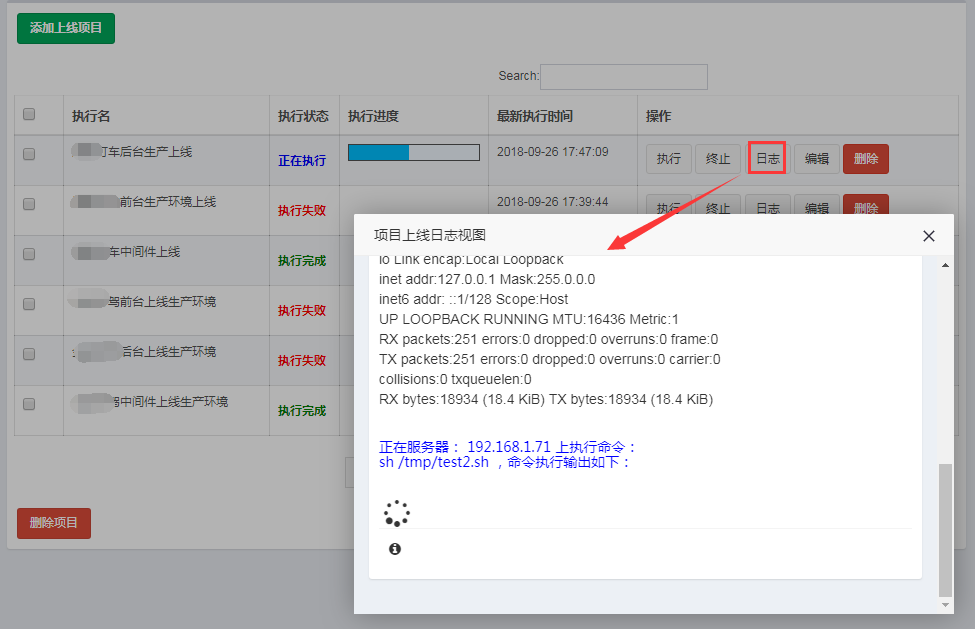 添加上线项目
Search:
执行名 执行状态 执行进度 最新执行时间 操作
车后台生产上线 正在执行 2018-09-26 17:47:09 执行 终止 日志 编辑 删除
前台生产环境上线 执行失败 2018-09-26 17:39:44 执行 终止 日志 编辑 删除
项目上线日志视图
车中间件上线 执行完成
驾前台上线生产环境 执行失败
后台上线生产环境 执行失败
中间件上线生产环境 执行完成
lo Link encap:Local Loopback
inet addr:127.0.0.1 Mask:255.0.0.0
inet6 addr: ::1/128 Scope:Host
UP LOOPBACK RUNNING MTU:16436 Metric:1
RX packets:251 errors:0 dropped:0 overruns:0 frame:0
TX packets:251 errors:0 dropped:0 overruns:0 carrier:0
collisions:0 txqueuelen:0
RX bytes:18934 (18.4 KiB) TX bytes:18934 (18.4 KiB)
正在服务器： 192.168.1.71 上执行命令：
sh /tmp/test2.sh ，命令执行输出如下：
删除项目